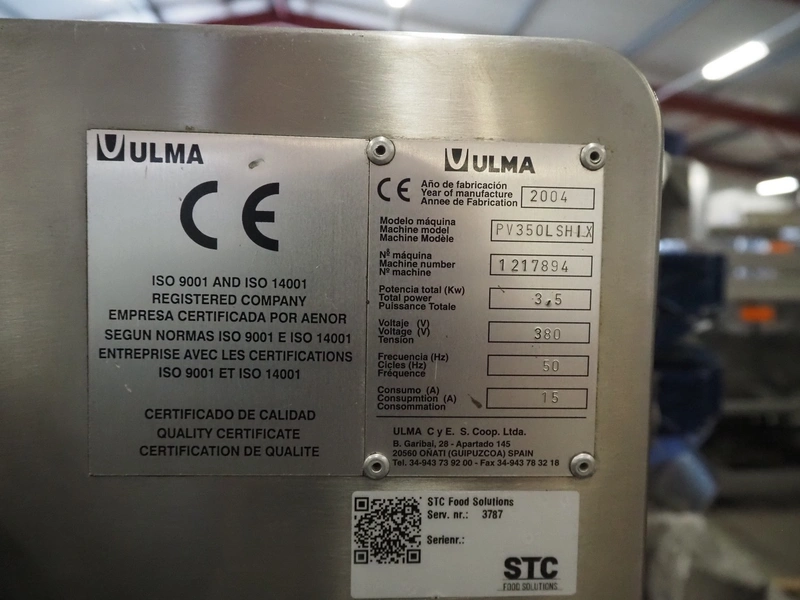 ULMA
CE
ISO 9001 AND ISO 14001
REGISTERED COMPANY
EMPRESA CERTIFICADA POR AENOR
SEGUN NORMAS ISO 9001 E ISO 14001
ENTREPRISE AVEC LES CERTIFICATIONS
ISO 9001 ET ISO 14001
CERTIFICADO DE CALIDAD
QUALITY CERTIFICATE
CERTIFICATION DE QUALITE
ULMA
CE
Año de fabricación
Year of manufacture
Annee de Fabrication
2004
Modelo máquina
Machine model
Machine Modèle
PV350LSHIX
Nº máquina
Machine number
Nº machine
1217894
Potencia total (Kw)
Total power
Puissance Totale
3,5
Voltaje (V)
Voltage (V)
Tension
380
Frecuencia (Hz)
Cicles (Hz)
Fréquence
50
Consumo (A)
Consupmtion (A)
Consommation
15
ULMA C y E. S. Coop. Ltda.
B. Garibai, 28 - Apartado 145
20560 OÑATI (GUIPUZCOA) SPAIN
Tel. 34-943 73 92 00 - Fax 34-943 78 32 18
STC Food Solutions
Serv. nr.: 3787
Serienr.:
STC
FOOD SOLUTIONS